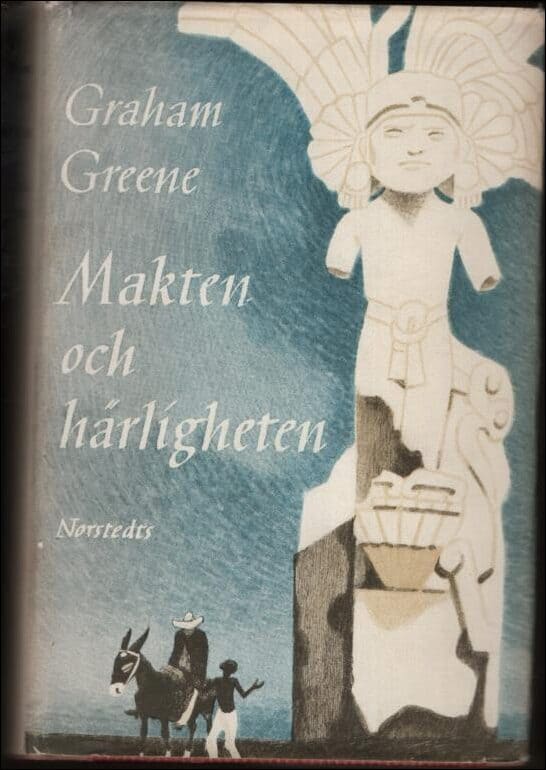 Graham
Greene
Makten
och
härligheten
Norstedts